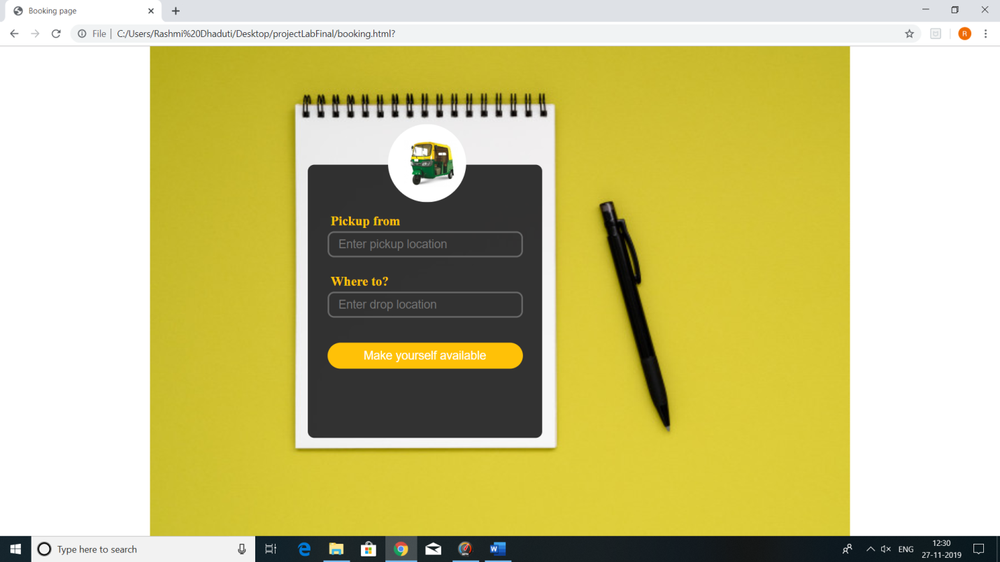 Booking page
File C:/Users/Rashmi%20Dhaduti/Desktop/projectLabFinal/booking.html?
R
Pickup from
Enter pickup location
Where to?
Enter drop location
Make yourself available
Type here to search
ENG
12:30
27-11-2019